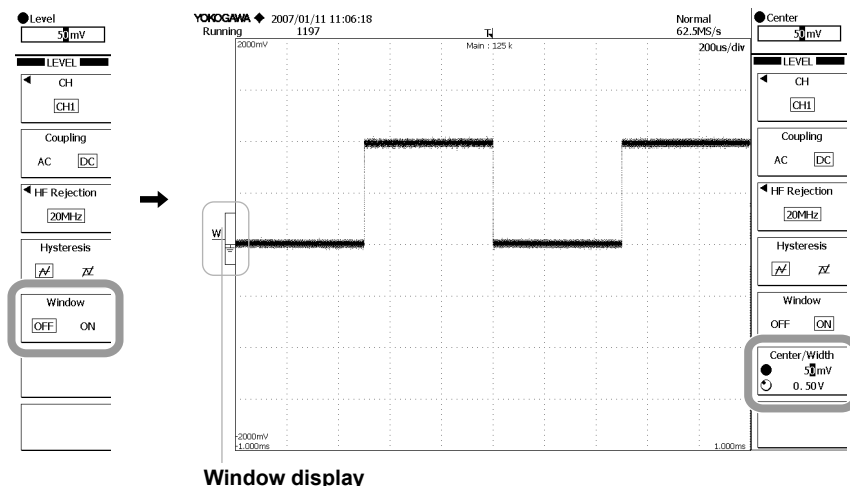 Level
50mV
LEVEL
CH
CH1
Coupling
AC DC
HF Rejection
20MHz
Hysteresis
Window
OFF ON
YOKOGAWA ◆ 2007/01/11 11:06:18
Running 1197
Normal
62.5MS/s
2000mV
Main : 125 k
200us/div
T
W
-2000mV
-1.000ms
1.000ms
Window display
Center
50mV
LEVEL
CH
CH1
Coupling
AC DC
HF Rejection
20MHz
Hysteresis
Window
OFF ON
Center/Width
50mV
0.50V